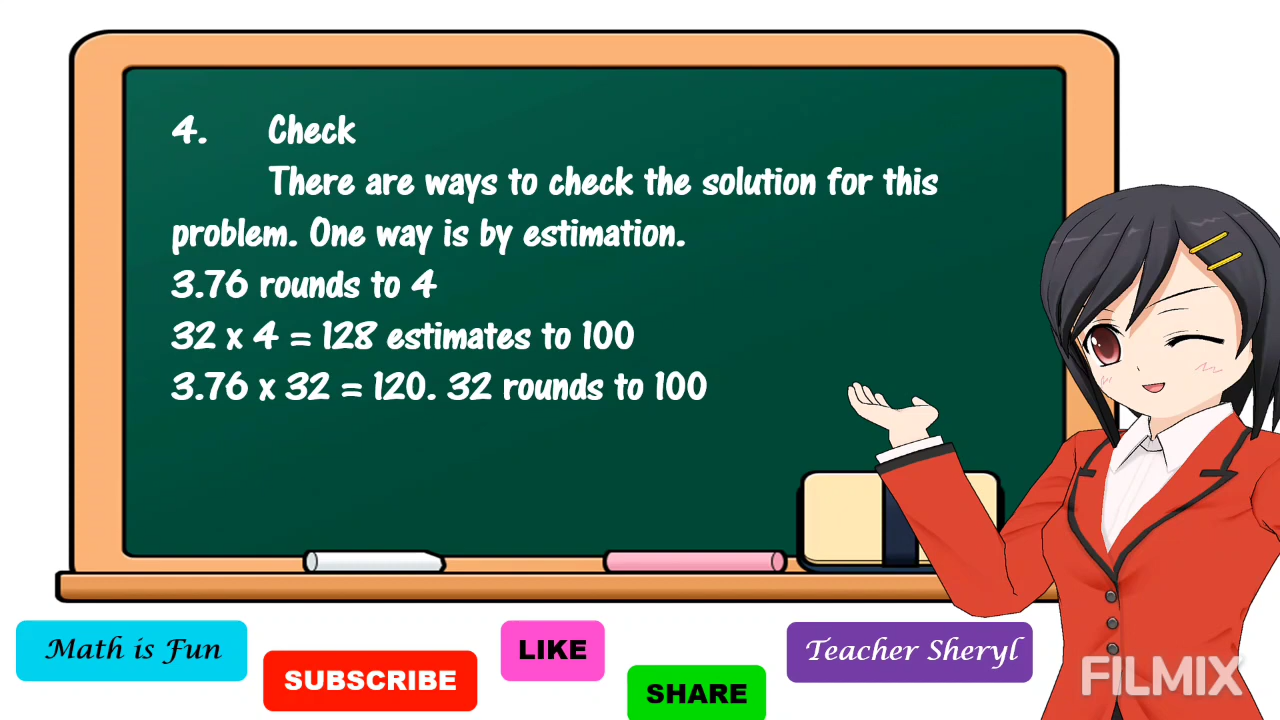 4. Check
There are ways to check the solution for this
problem. One way is by estimation.
3.76 rounds to 4
32 x 4 = 128 estimates to 100
3.76 x 32 = 120. 32 rounds to 100
Math is Fun
SUBSCRIBE
LIKE
SHARE
Teacher Sheryl
FILMIX